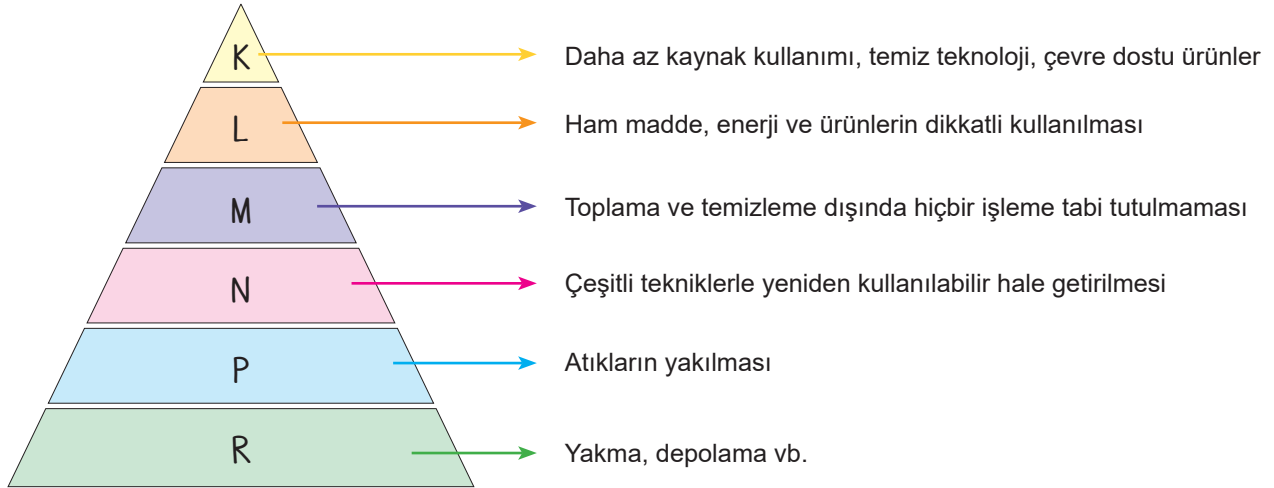 K
Daha az kaynak kullanımı, temiz teknoloji, çevre dostu ürünler
L
Ham madde, enerji ve ürünlerin dikkatli kullanılması
M
Toplama ve temizleme dışında hiçbir işleme tabi tutulmaması
N
Çeşitli tekniklerle yeniden kullanılabilir hale getirilmesi
P
Atıkların yakılması
R
Yakma, depolama vb.